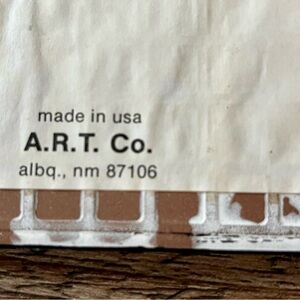 made in usa
A.R.T. Co.
albq., nm 87106